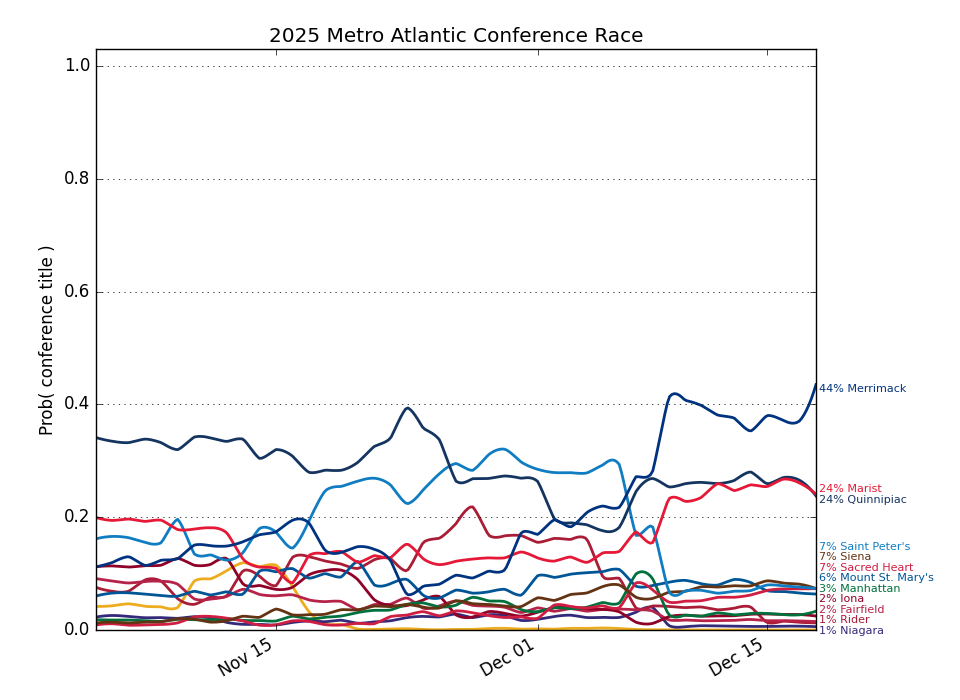 2025 Metro Atlantic Conference Race
Prob( conference title )
1.0
0.8
0.6
0.4
0.2
0.0
Nov 15
Dec 01
Dec 15
44% Merrimack
24% Marist
24% Quinnipiac
7% Saint Peter's
7% Siena
7% Sacred Heart
6% Mount St. Mary's
3% Manhattan
2% Iona
2% Fairfield
1% Rider
1% Niagara